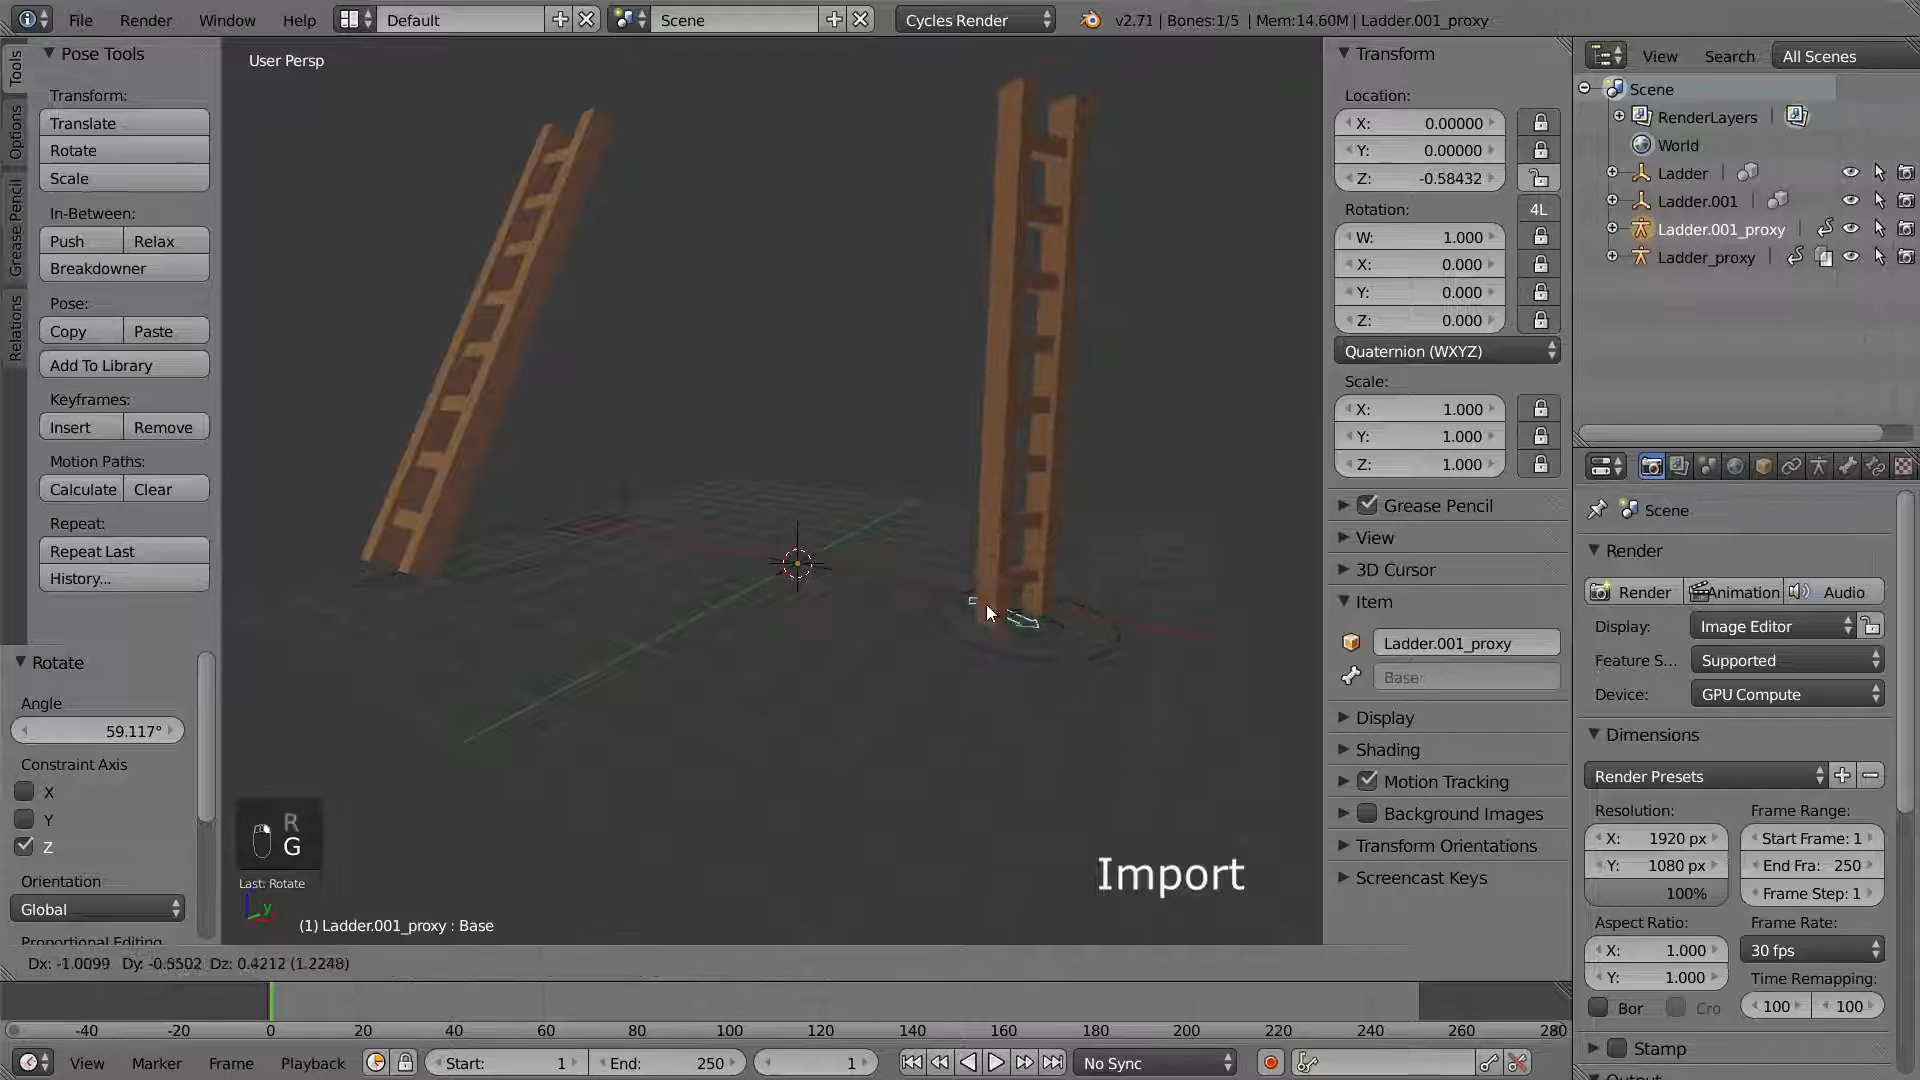 File Render Window Help Default Scene Cycles Render v2.71 | Bones:1/5 | Mem:14.60M | Ladder.001_proxy
Tools
Options
Grease Pencil
Relations
Pose Tools
Transform:
Translate
Rotate
Scale
In-Between:
Push Relax
Breakdowner
Pose:
Copy Paste
Add To Library
Keyframes:
Insert Remove
Motion Paths:
Calculate Clear
Repeat:
Repeat Last
History...
Rotate
Angle
59.117°
Constraint Axis
X
Y
Z
Orientation
Global
Proportional Editing
User Persp
R
G
Last: Rotate
y
(1) Ladder.001_proxy : Base
Import
Transform
Location:
X: 0.00000
Y: 0.00000
Z: -0.58432
Rotation: 4L
W: 1.000
X: 0.000
Y: 0.000
Z: 0.000
Quaternion (WXYZ)
Scale:
X: 1.000
Y: 1.000
Z: 1.000
Grease Pencil
View
3D Cursor
Item
Ladder.001_proxy
Base
Display
Shading
Motion Tracking
Background Images
Transform Orientations
Screencast Keys
View Search All Scenes
Scene
RenderLayers |
World
Ladder |
Ladder.001 |
Ladder.001_proxy
Ladder_proxy |
Scene
Render
Render Animation Audio
Display: Image Editor
Feature S... Supported
Device: GPU Compute
Dimensions
Render Presets
Resolution: Frame Range:
X: 1920 px Start Frame: 1
Y: 1080 px End Fra: 250
100% Frame Step: 1
Aspect Ratio: Frame Rate:
X: 1.000 30 fps
Y: 1.000 Time Remapping:
Bor Cro 100 100
Stamp
Dx: -1.0099 Dy: -0.5502 Dz: 0.4212 (1.2248)
-40 -20 0 20 40 60 80 100 120 140 160 180 200 220 240 260 280
View Marker Frame Playback Start: 1 End: 250 1 No Sync